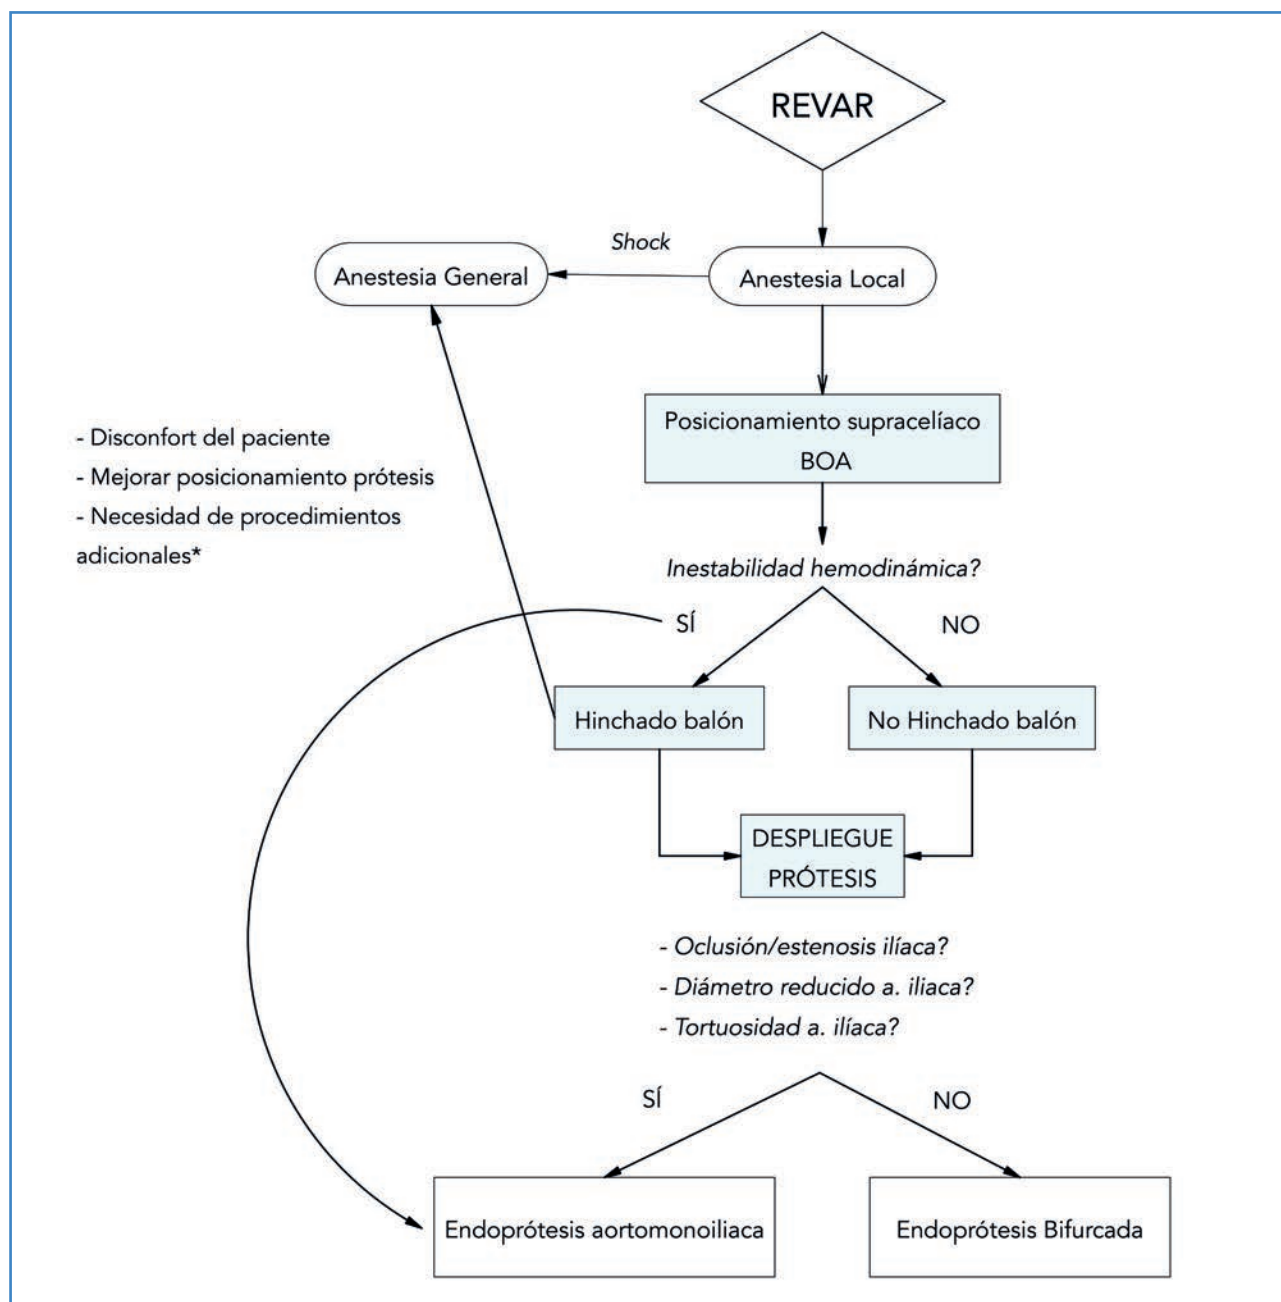 REVAR
Shock
Anestesia General
Anestesia Local
- Disconfort del paciente
- Mejorar posicionamiento prótesis
- Necesidad de procedimientos
adicionales*
Posicionamiento supracelíaco
BOA
Inestabilidad hemodinámica?
SÍ
NO
Hinchado balón
No Hinchado balón
DESPLIEGUE
PRÓTESIS
- Oclusión/estenosis ilíaca?
- Diámetro reducido a. iliaca?
- Tortuosidad a. ilíaca?
SÍ
NO
Endoprótesis aortomonoiliaca
Endoprótesis Bifurcada